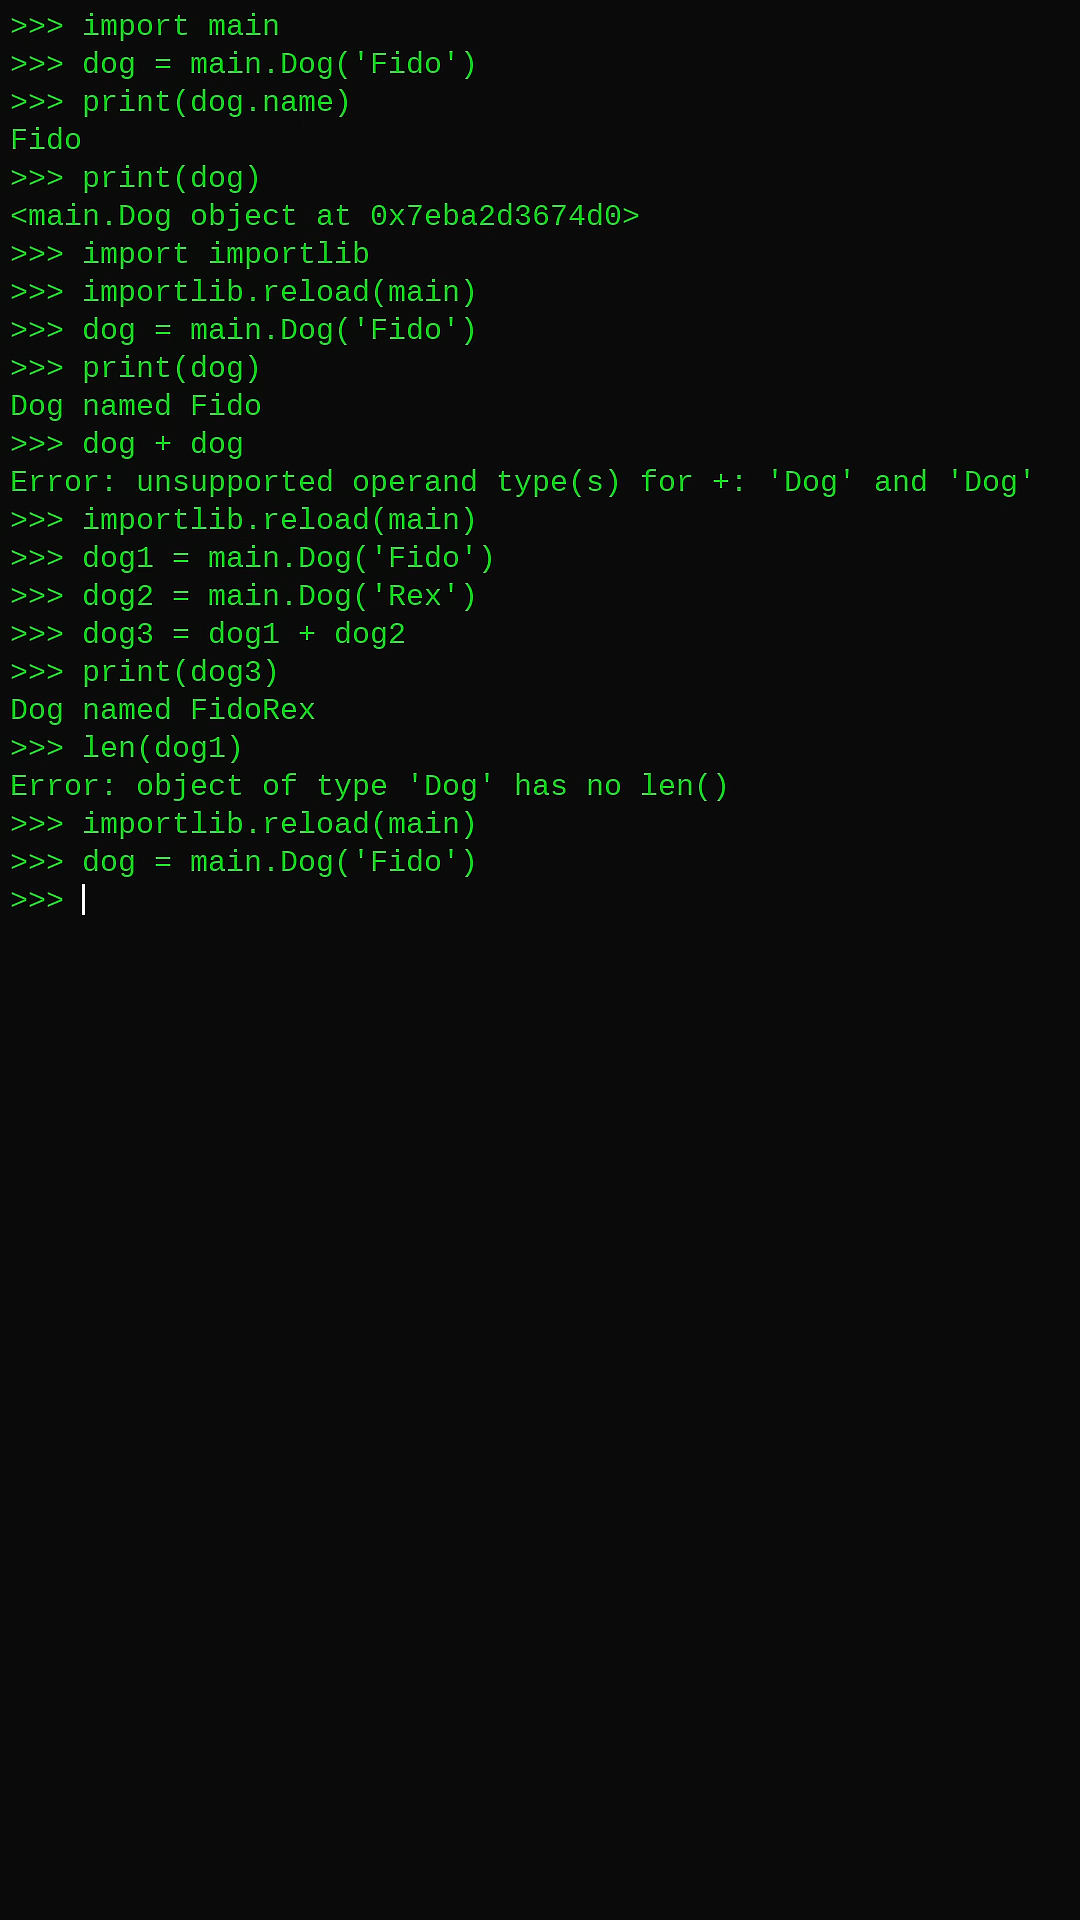 >>> import main
>>> dog = main.Dog('Fido')
>>> print(dog.name)
Fido
>>> print(dog)
<main.Dog object at 0x7eba2d3674d0>
>>> import importlib
>>> importlib.reload(main)
>>> dog = main.Dog('Fido')
>>> print(dog)
Dog named Fido
>>> dog + dog
Error: unsupported operand type(s) for +: 'Dog' and 'Dog'
>>> importlib.reload(main)
>>> dog1 = main.Dog('Fido')
>>> dog2 = main.Dog('Rex')
>>> dog3 = dog1 + dog2
>>> print(dog3)
Dog named FidoRex
>>> len(dog1)
Error: object of type 'Dog' has no len()
>>> importlib.reload(main)
>>> dog = main.Dog('Fido')
>>>